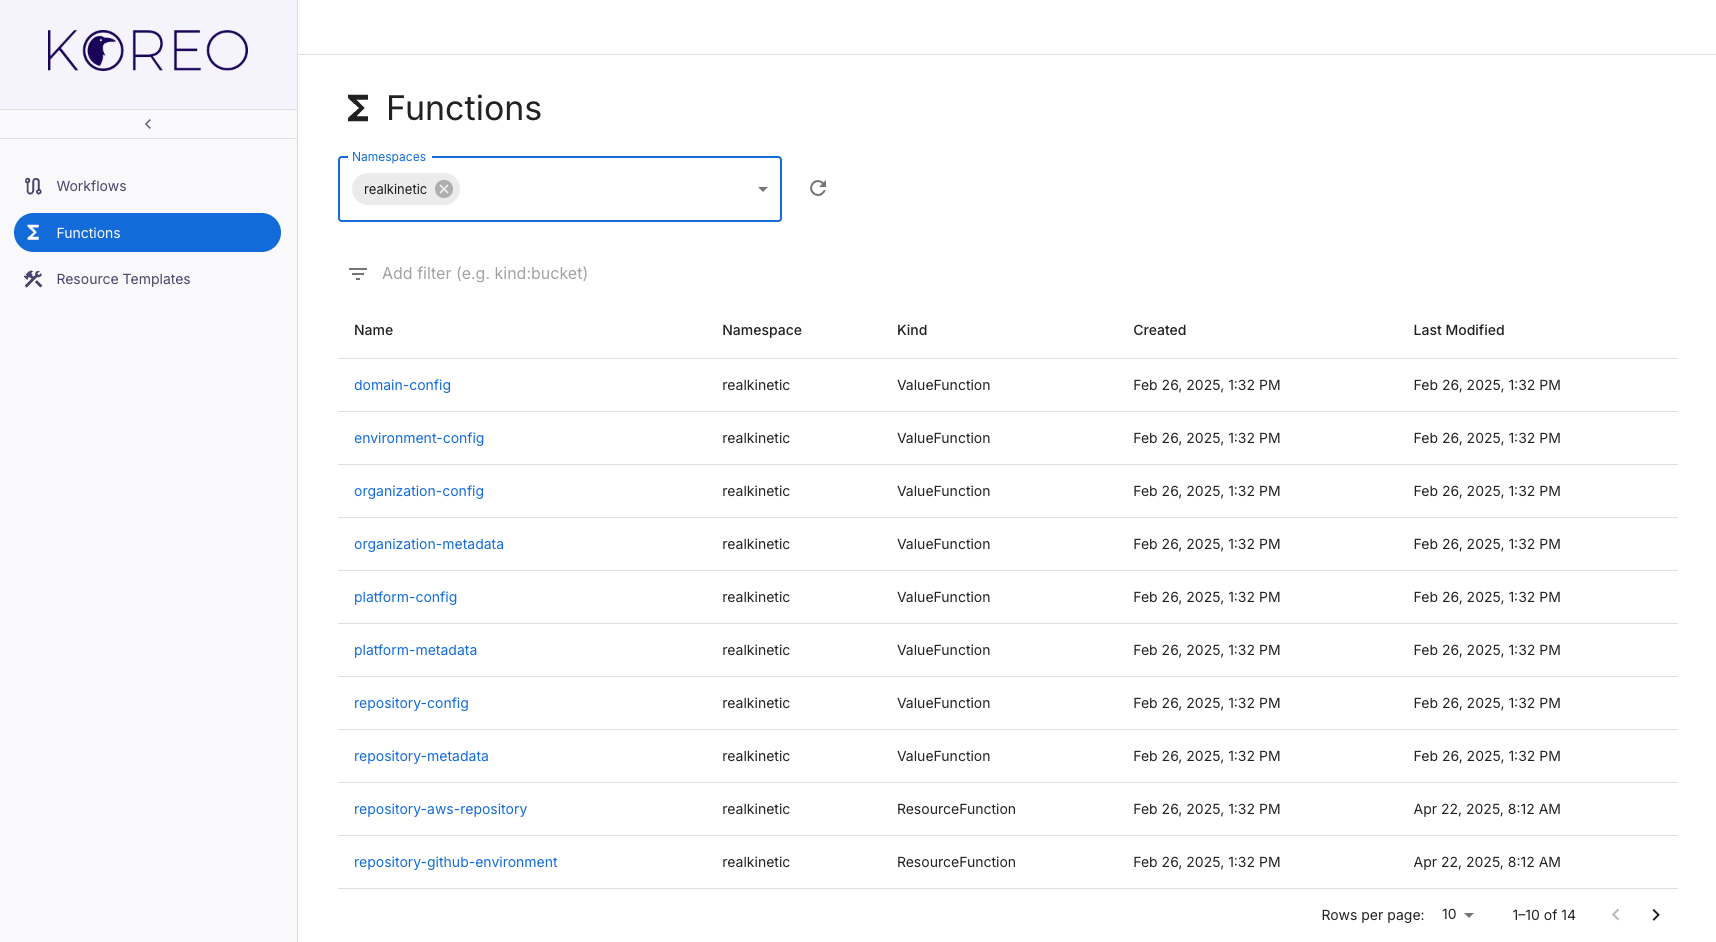 KOREO
Workflows
Functions
Resource Templates
Functions
Namespaces
realkinetic
Add filter (e.g. kind:bucket)
Name Namespace Kind Created Last Modified
domain-config realkinetic ValueFunction Feb 26, 2025, 1:32 PM Feb 26, 2025, 1:32 PM
environment-config realkinetic ValueFunction Feb 26, 2025, 1:32 PM Feb 26, 2025, 1:32 PM
organization-config realkinetic ValueFunction Feb 26, 2025, 1:32 PM Feb 26, 2025, 1:32 PM
organization-metadata realkinetic ValueFunction Feb 26, 2025, 1:32 PM Feb 26, 2025, 1:32 PM
platform-config realkinetic ValueFunction Feb 26, 2025, 1:32 PM Feb 26, 2025, 1:32 PM
platform-metadata realkinetic ValueFunction Feb 26, 2025, 1:32 PM Feb 26, 2025, 1:32 PM
repository-config realkinetic ValueFunction Feb 26, 2025, 1:32 PM Feb 26, 2025, 1:32 PM
repository-metadata realkinetic ValueFunction Feb 26, 2025, 1:32 PM Feb 26, 2025, 1:32 PM
repository-aws-repository realkinetic ResourceFunction Feb 26, 2025, 1:32 PM Apr 22, 2025, 8:12 AM
repository-github-environment realkinetic ResourceFunction Feb 26, 2025, 1:32 PM Apr 22, 2025, 8:12 AM
Rows per page: 10 1–10 of 14